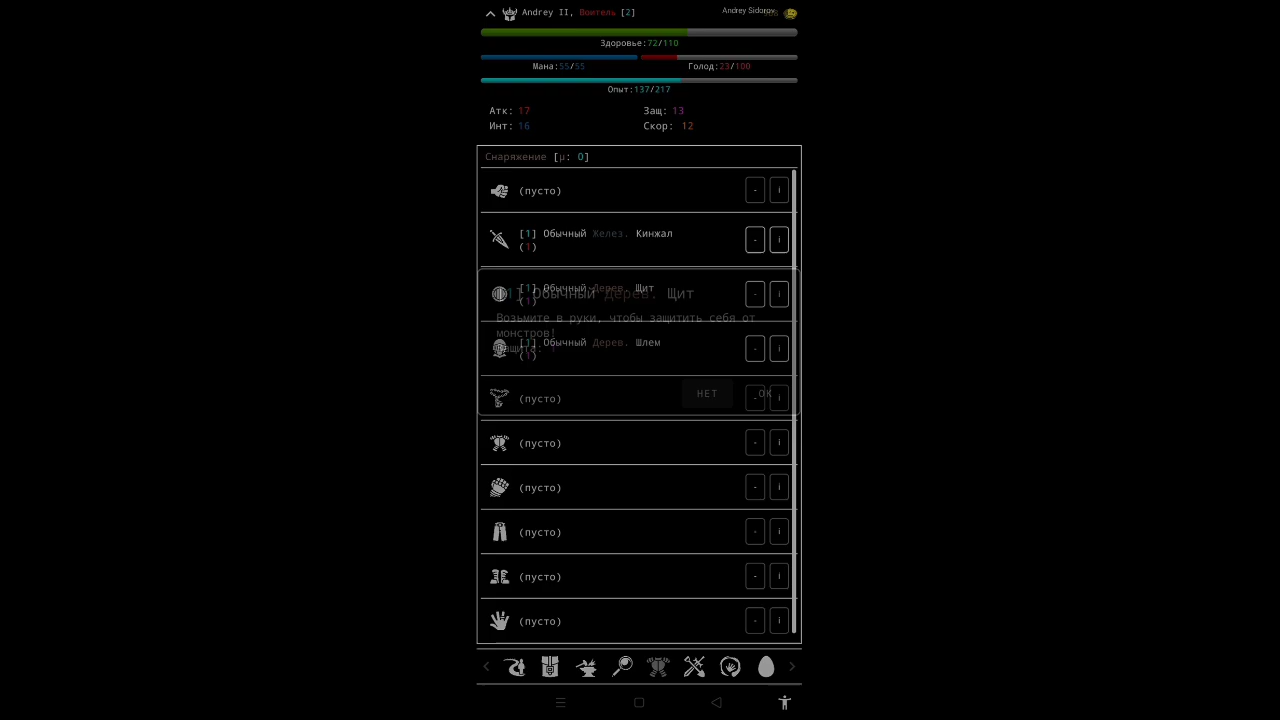 Andrey II, Воитель [2]
Andrey Sidorov
Здоровье:72/110
Мана:55/55
Голод:23/100
Опыт:137/217
Атк: 17
Защ: 13
Инт: 16
Скор: 12
Снаряжение [μ: 0]
(пусто)
- i
[1] Обычный Желез. Кинжал
(1)
- i
[1] Обычный Дерев. Щит
(1)
- i
[1] Обычный Дерев. Щит
Возьмите в руки, чтобы защитить себя от
монстров!
Защита: 1
[1] Обычный Дерев. Шлем
(1)
- i
НЕТ
OK
(пусто)
- i
(пусто)
- i
(пусто)
- i
(пусто)
- i
(пусто)
- i
(пусто)
- i